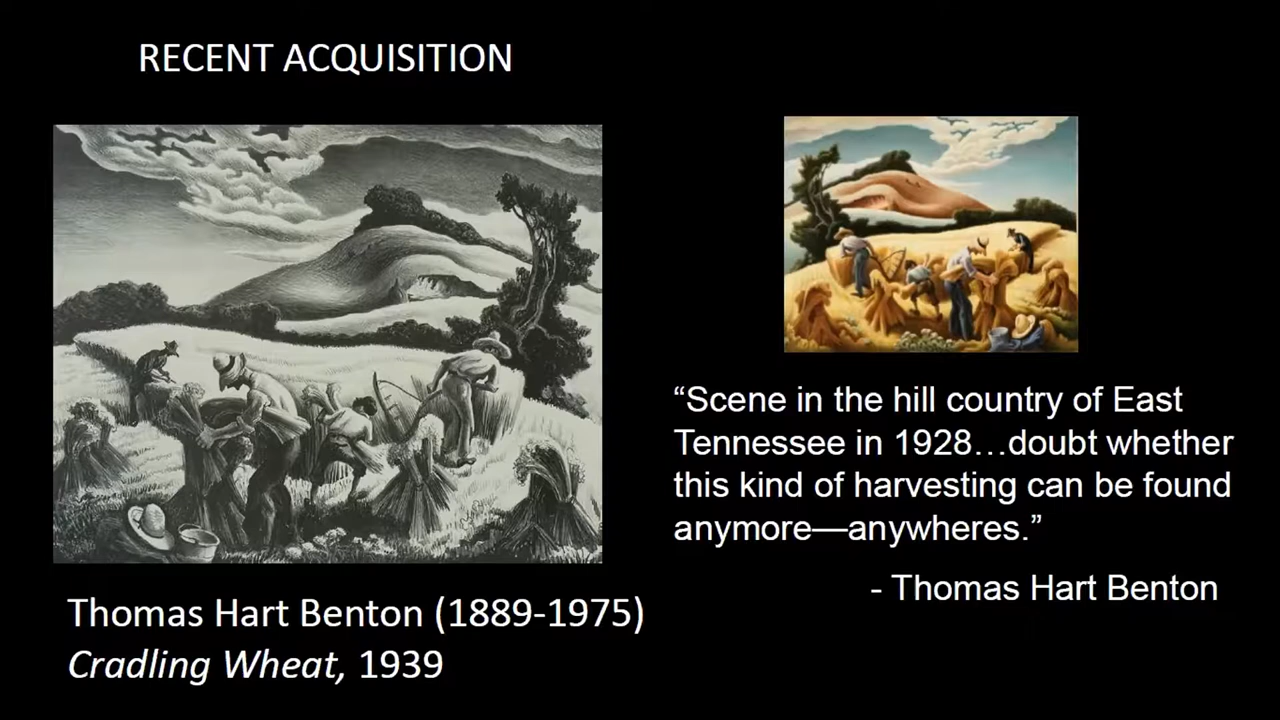 RECENT ACQUISITION
“Scene in the hill country of East
Tennessee in 1928…doubt whether
this kind of harvesting can be found
anymore—anywheres.”
- Thomas Hart Benton
Thomas Hart Benton (1889-1975)
Cradling Wheat, 1939